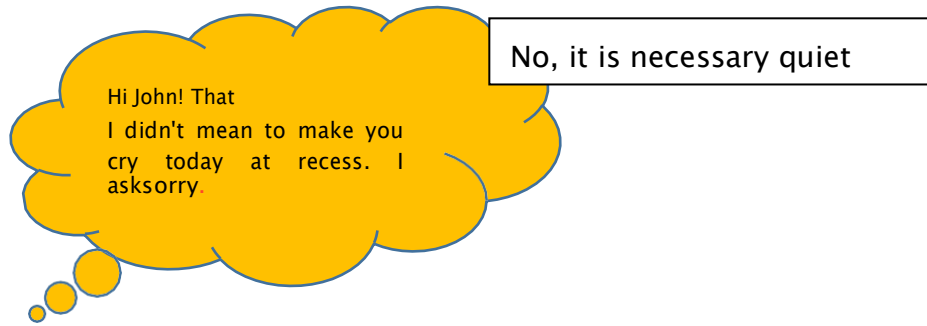 No, it is necessary quiet
Hi John! That
I didn't mean to make you
cry today at recess. I
asksorry.